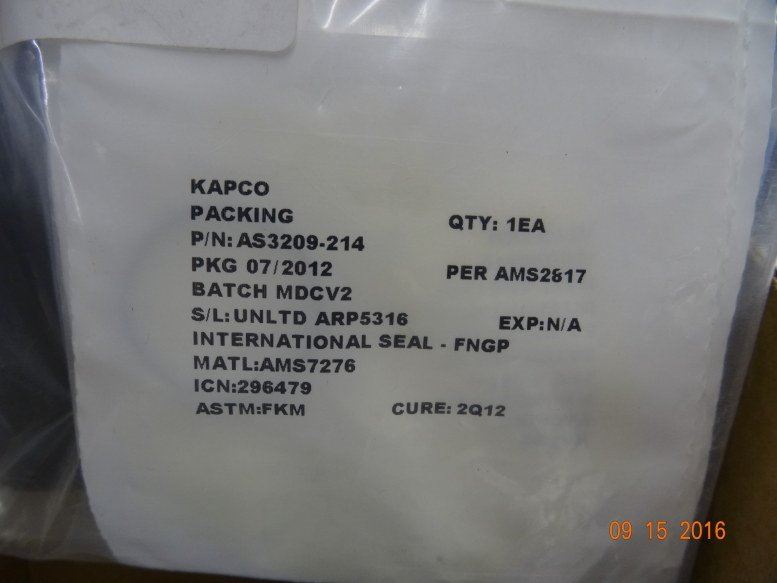 KAPCO
PACKING QTY: 1EA
P/N: AS3209-214
PKG 07/2012 PER AMS2817
BATCH MDCV2
S/L: UNLTD ARP5316 EXP:N/A
INTERNATIONAL SEAL - FNGP
MATL:AMS7276
ICN:296479
ASTM:FKM CURE: 2Q12
09 15 2016